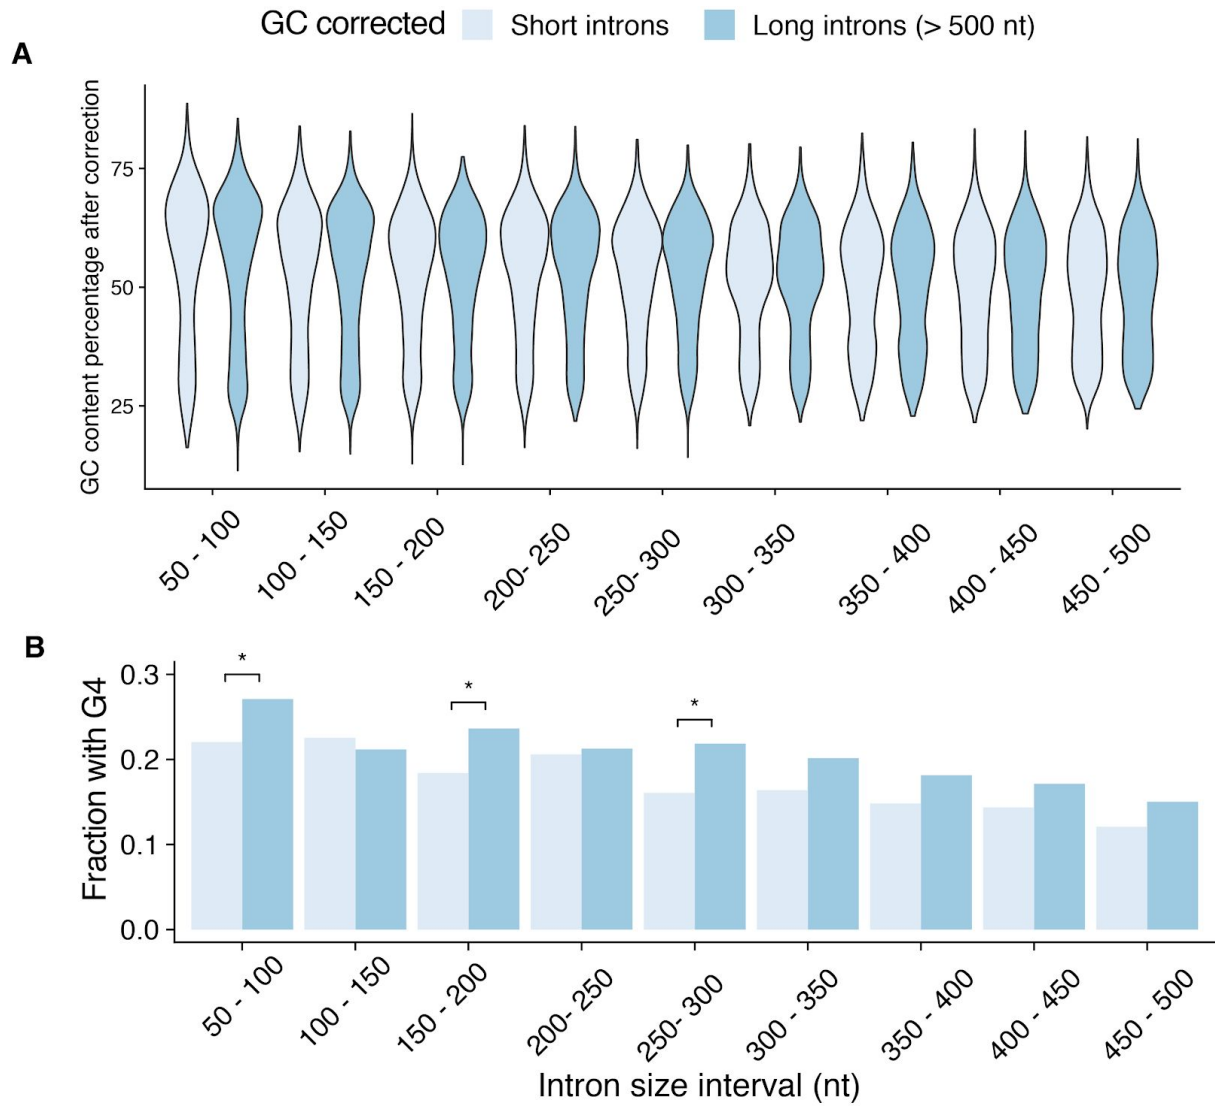 GC corrected Short introns Long introns (> 500 nt)
A
GC content percentage after correction
75
50
25
50 - 100
100 - 150
150 - 200
200- 250
250- 300
300 - 350
350 - 400
400 - 450
450 - 500
B
Fraction with G4
0.3
0.2
0.1
0.0
*
*
*
50 - 100
100 - 150
150 - 200
200- 250
250- 300
300 - 350
350 - 400
400 - 450
450 - 500
Intron size interval (nt)